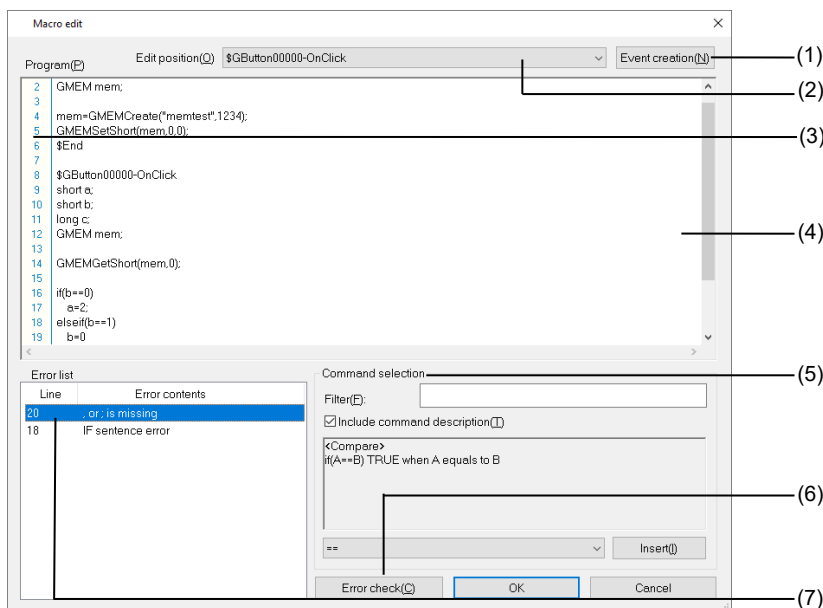 Macro edit
Program(P)
Edit position(O)
$GButton00000-OnClick
Event creation(N)
(1)
(2)
2 GMEM mem;
3
4 mem=GMEMCreate("memtest",1234);
5 GMEMSetShort(mem,0,0);
(3)
6 $End
7
8 $GButton00000-OnClick
9 short a;
10 short b;
11 long c;
12 GMEM mem;
(4)
13
14 GMEMGetShort(mem,0);
15
16 if(b==0)
17 a=2;
18 elseif(b==1)
19 b=0
Error list
Line Error contents
20 , or ; is missing
18 IF sentence error
Command selection
(5)
Filter(F):
Include command description(T)
<Compare>
if(A==B) TRUE when A equals to B
(6)
==
Insert(I)
Error check(C)
OK
Cancel
(7)